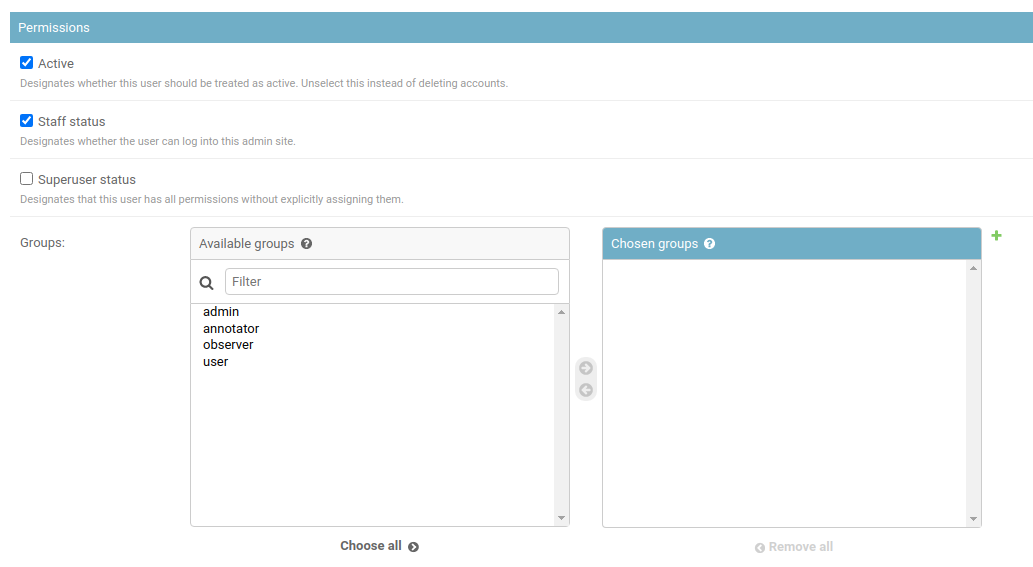 Permissions
Active
Designates whether this user should be treated as active. Unselect this instead of deleting accounts.
Staff status
Designates whether the user can log into this admin site.
Superuser status
Designates that this user has all permissions without explicitly assigning them.
Groups:
Available groups
Filter
admin
annotator
observer
user
Choose all
Chosen groups
Remove all